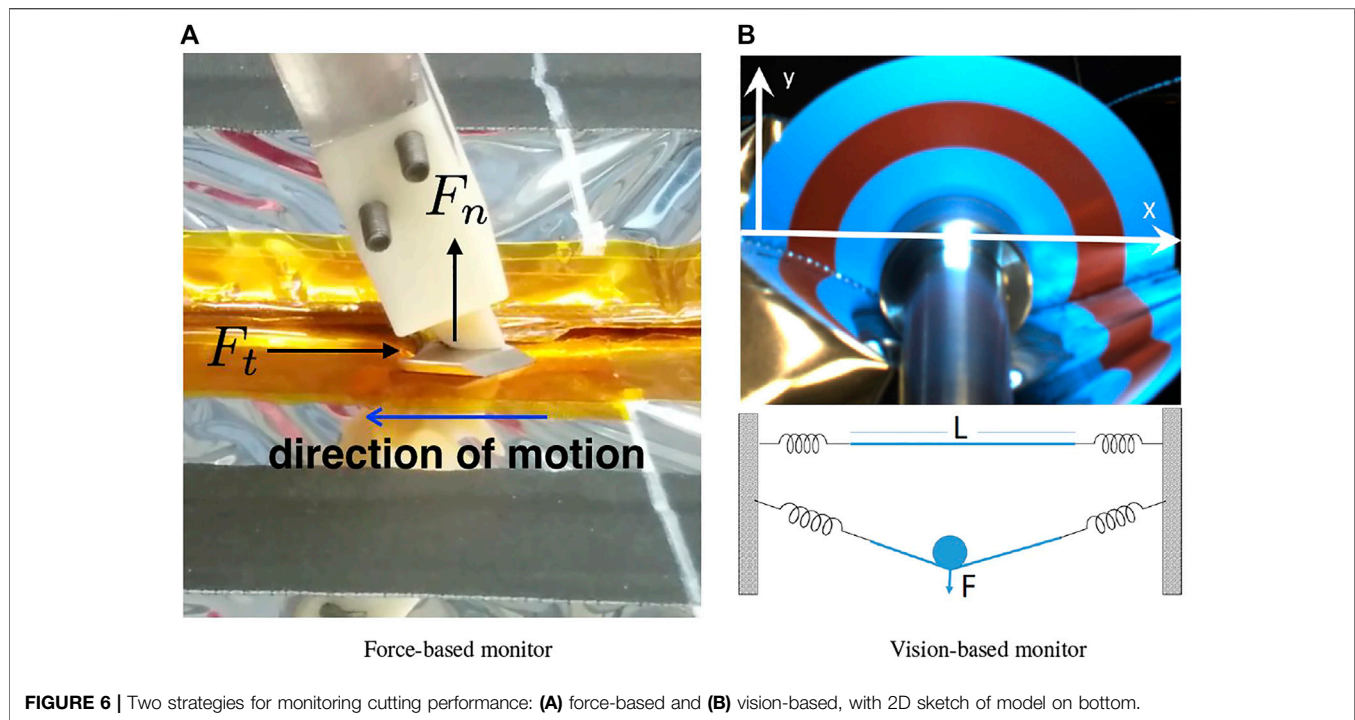 A
B
F_n
F_t
direction of motion
y
X
L
F
Force-based monitor
Vision-based monitor
FIGURE 6 | Two strategies for monitoring cutting performance: (A) force-based and (B) vision-based, with 2D sketch of model on bottom.